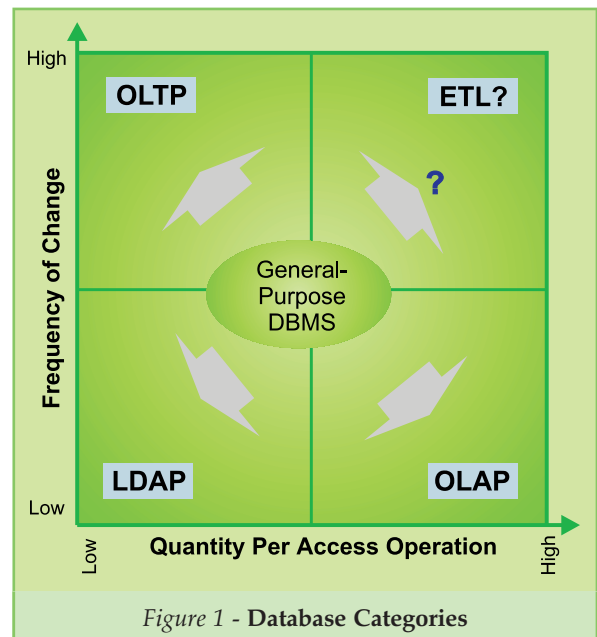 High
OLTP
ETL?
?
Frequency of Change
General-
Purpose
DBMS
LDAP
OLAP
Low
Low
Quantity Per Access Operation
High
Figure 1 - Database Categories